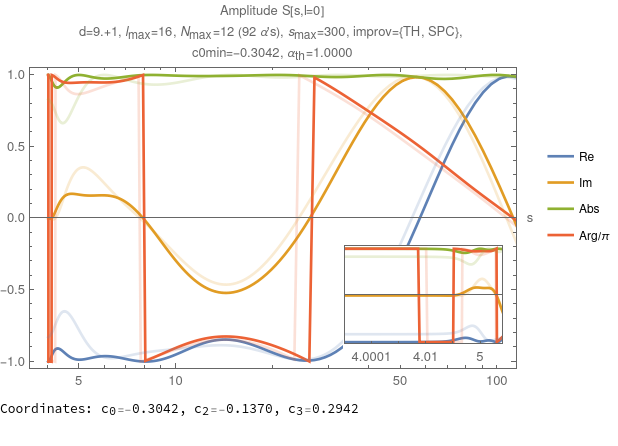 Amplitude S[s,l=0]
d=9.+1, lmax=16, Nmax=12 (92 α's), smax=300, improv={TH, SPC},
c0min=−0.3042, αth=1.0000
1.0
0.5
0.0
−0.5
−1.0
s
Re
Im
Abs
Arg/π
4.0001 4.01 5
5 10 50 100
Coordinates: c0=-0.3042, c2=-0.1370, c3=0.2942